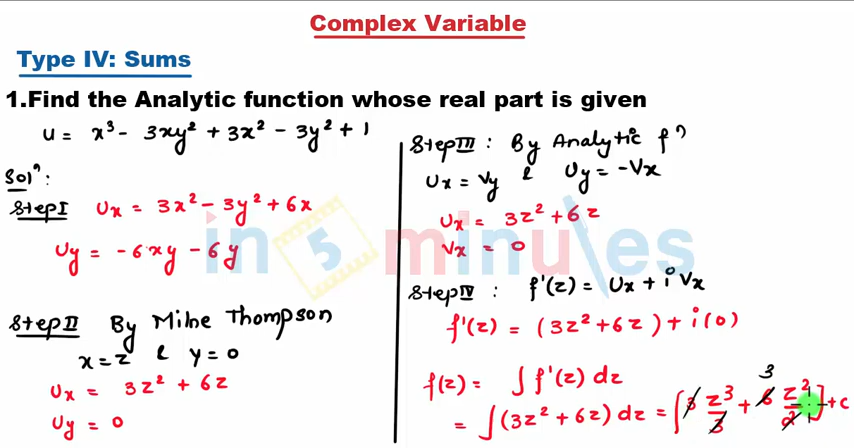 Complex Variable
Type IV: Sums
1.Find the Analytic function whose real part is given
u = x³ - 3xy² + 3x² - 3y² + 1
Solⁿ:
Step I Ux = 3x² - 3y² + 6x
Uy = -6xy - 6y
Step II By Milne Thompson
x = z & y = 0
Ux = 3z² + 6z
Uy = 0
Step III : By Analytic fⁿ
Ux = Vy & Uy = -Vx
Ux = 3z² + 6z
Vx = 0
Step IV : f'(z) = Ux + i Vx
f'(z) = (3z² + 6z) + i(0)
f(z) = ∫ f'(z) dz
= ∫ (3z² + 6z) dz = [3 z³/3 + 6 3 z²/2] + c
in 5 minutes